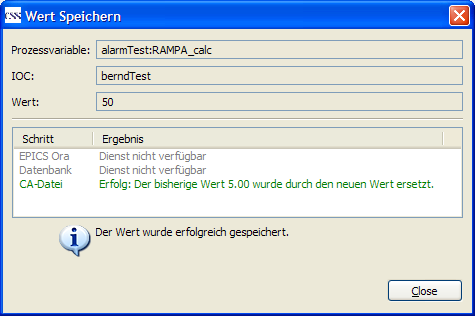 CSS Wert Speichern
Prozessvariable: alarmTest:RAMPA_calc
IOC: berndTest
Wert: 50
Schritt Ergebnis
EPICS Ora Dienst nicht verfügbar
Datenbank Dienst nicht verfügbar
CA-Datei Erfolg: Der bisherige Wert 5.00 wurde durch den neuen Wert ersetzt.
Der Wert wurde erfolgreich gespeichert.
Close